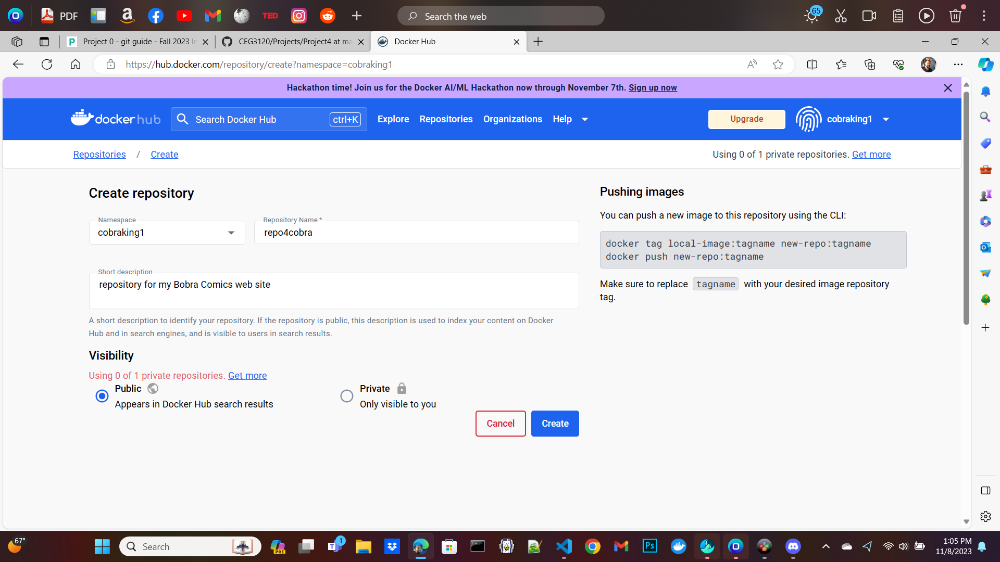 PDF
TED
Search the web
65
Project 0 - git guide - Fall 2023 In
CEG3120/Projects/Project4 at ma
Docker Hub
https://hub.docker.com/repository/create?namespace=cobraking1
Hackathon time! Join us for the Docker AI/ML Hackathon now through November 7th. Sign up now
docker hub
Search Docker Hub
ctrl+K
Explore
Repositories
Organizations
Help
Upgrade
cobraking1
Repositories / Create
Using 0 of 1 private repositories. Get more
Create repository
Namespace
cobraking1
Repository Name *
repo4cobra
Short description
repository for my Bobra Comics web site
A short description to identify your repository. If the repository is public, this description is used to index your content on Docker
Hub and in search engines, and is visible to users in search results.
Visibility
Using 0 of 1 private repositories. Get more
Public
Appears in Docker Hub search results
Private
Only visible to you
Cancel
Create
Pushing images
You can push a new image to this repository using the CLI:
docker tag local-image:tagname new-repo:tagname
docker push new-repo:tagname
Make sure to replace tagname with your desired image repository
tag.
67°
Search
PRE
1
Ps
1:05 PM
11/8/2023